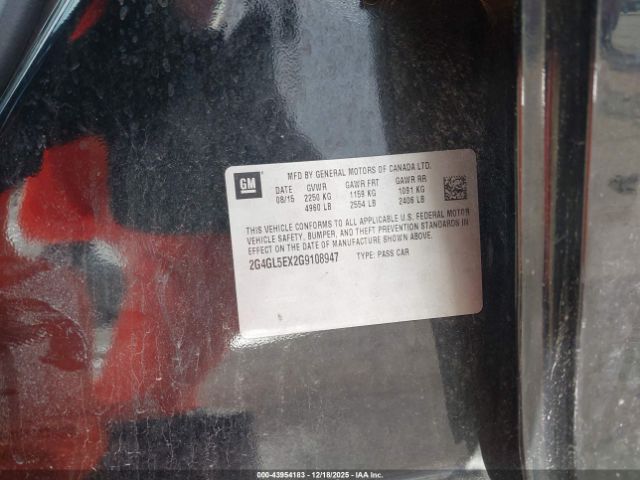 GM
MFD BY GENERAL MOTORS OF CANADA LTD.
DATE GVWR GAWR FRT GAWR RR
08/15 2250 KG 1159 KG 1091 KG
4960 LB 2554 LB 2406 LB
THIS VEHICLE CONFORMS TO ALL APPLICABLE U.S. FEDERAL MOTOR
VEHICLE SAFETY, BUMPER, AND THEFT PREVENTION STANDARDS IN
EFFECT ON THE DATE OF MANUFACTURE SHOWN ABOVE.
2G4GL5EX2G9108947 TYPE: PASS CAR
000-43954183 - 12/18/2025 - © IAA, Inc.